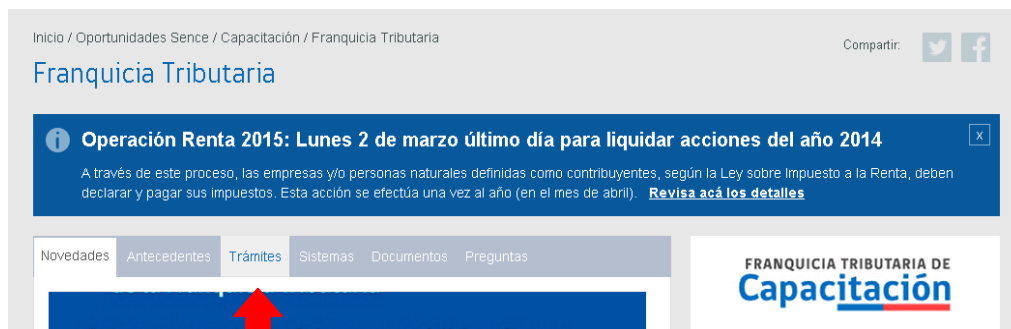 Inicio / Oportunidades Sence / Capacitación / Franquicia Tributaria
Compartir:
Franquicia Tributaria
Operación Renta 2015: Lunes 2 de marzo último día para liquidar acciones del año 2014
x
A través de este proceso, las empresas y/o personas naturales definidas como contribuyentes, según la Ley sobre Impuesto a la Renta, deben
declarar y pagar sus impuestos. Esta acción se efectúa una vez al año (en el mes de abril). Revisa acá los detalles
Novedades Antecedentes Trámites Sistemas Documentos Preguntas
FRANQUICIA TRIBUTARIA DE
Capacitación